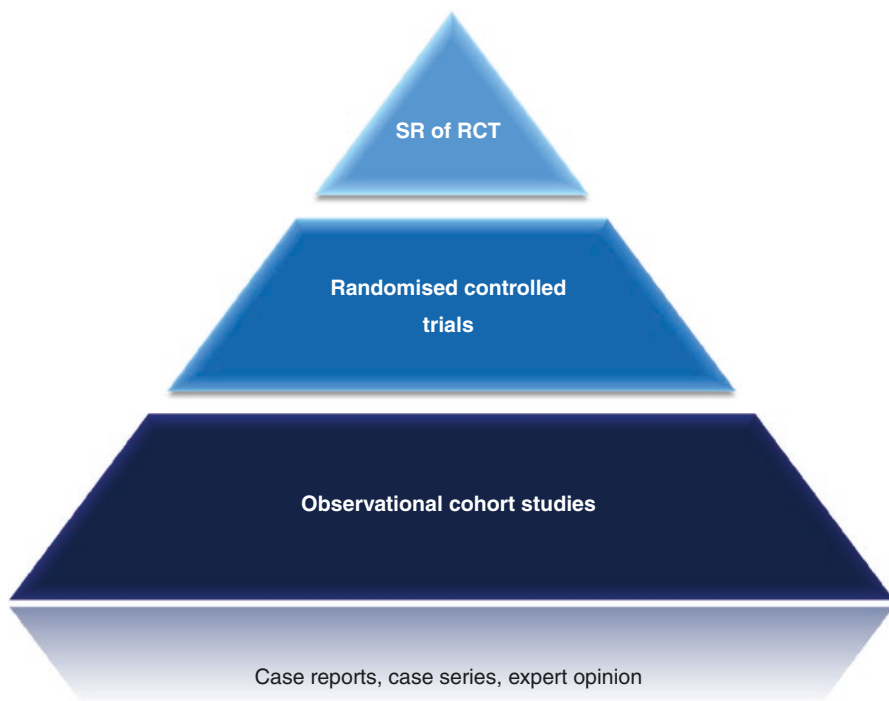 SR of RCT
Randomised controlled
trials
Observational cohort studies
Case reports, case series, expert opinion